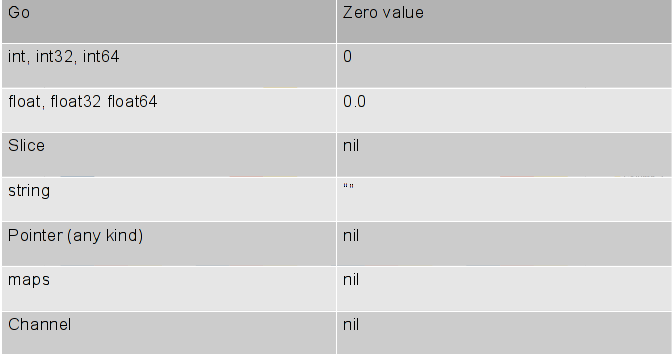 Go Zero value
int, int32, int64 0
float, float32 float64 0.0
Slice nil
string “”
Pointer (any kind) nil
maps nil
Channel nil